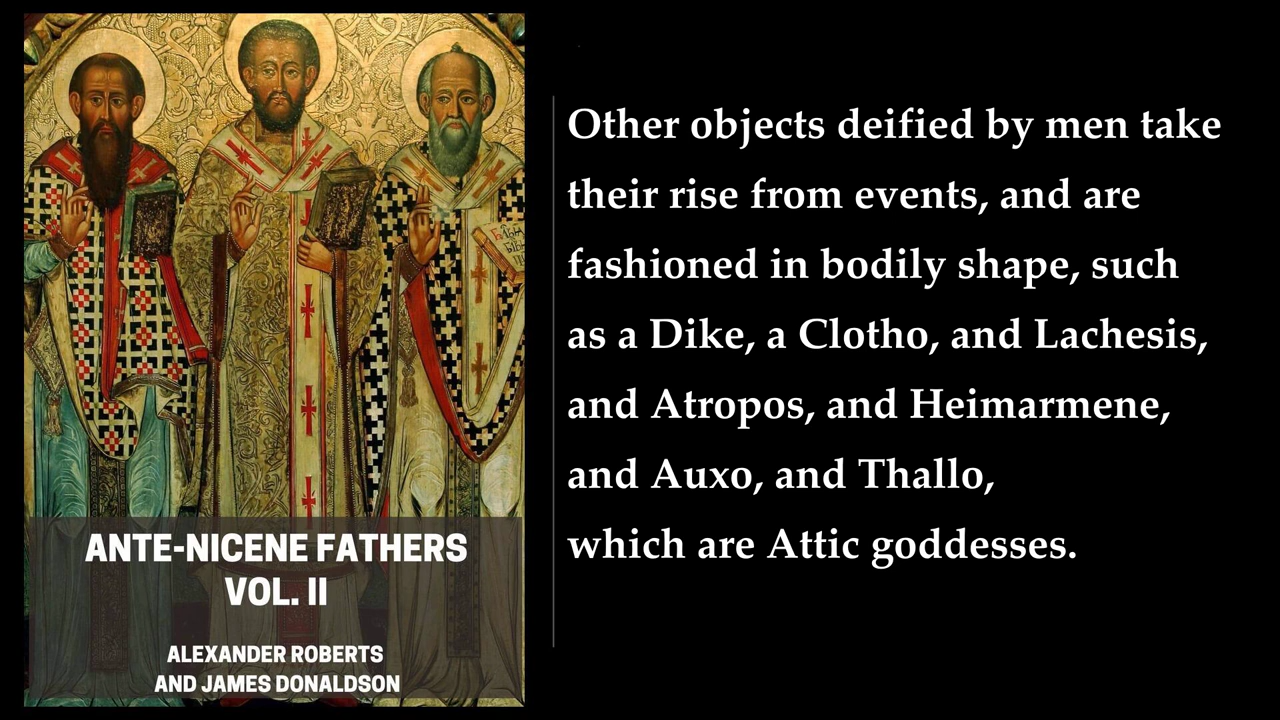 ANTE-NICENE FATHERS
VOL. II
ALEXANDER ROBERTS
AND JAMES DONALDSON
Other objects deified by men take
their rise from events, and are
fashioned in bodily shape, such
as a Dike, a Clotho, and Lachesis,
and Atropos, and Heimarmene,
and Auxo, and Thallo,
which are Attic goddesses.